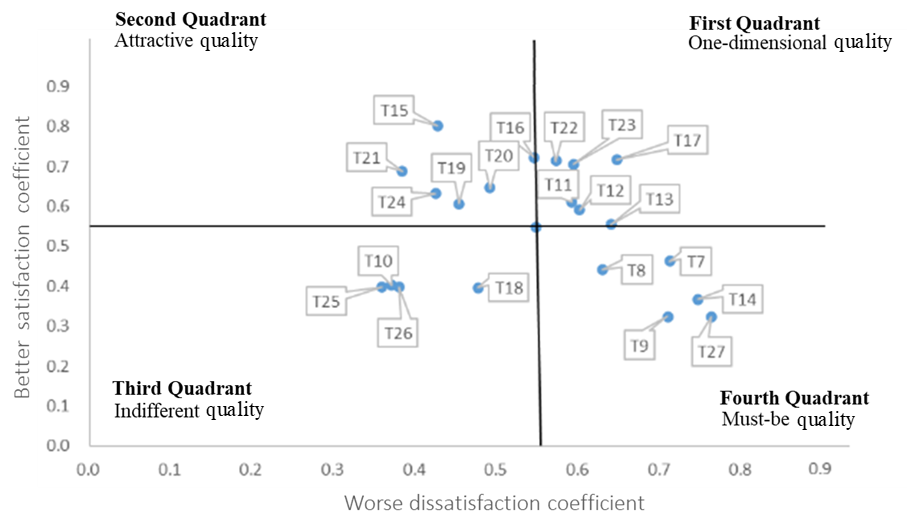 Second Quadrant
Attractive quality
First Quadrant
One-dimensional quality
0.9
0.8
0.7
0.6
0.5
0.4
0.3
0.2
0.1
0.0
Better satisfaction coefficient
T15
T16
T22
T23
T17
T21
T19
T20
T24
T11
T12
T13
T10
T25
T26
T18
T8
T7
T14
T9
T27
Third Quadrant
Indifferent quality
Fourth Quadrant
Must-be quality
0.0 0.1 0.2 0.3 0.4 0.5 0.6 0.7 0.8 0.9
Worse dissatisfaction coefficient